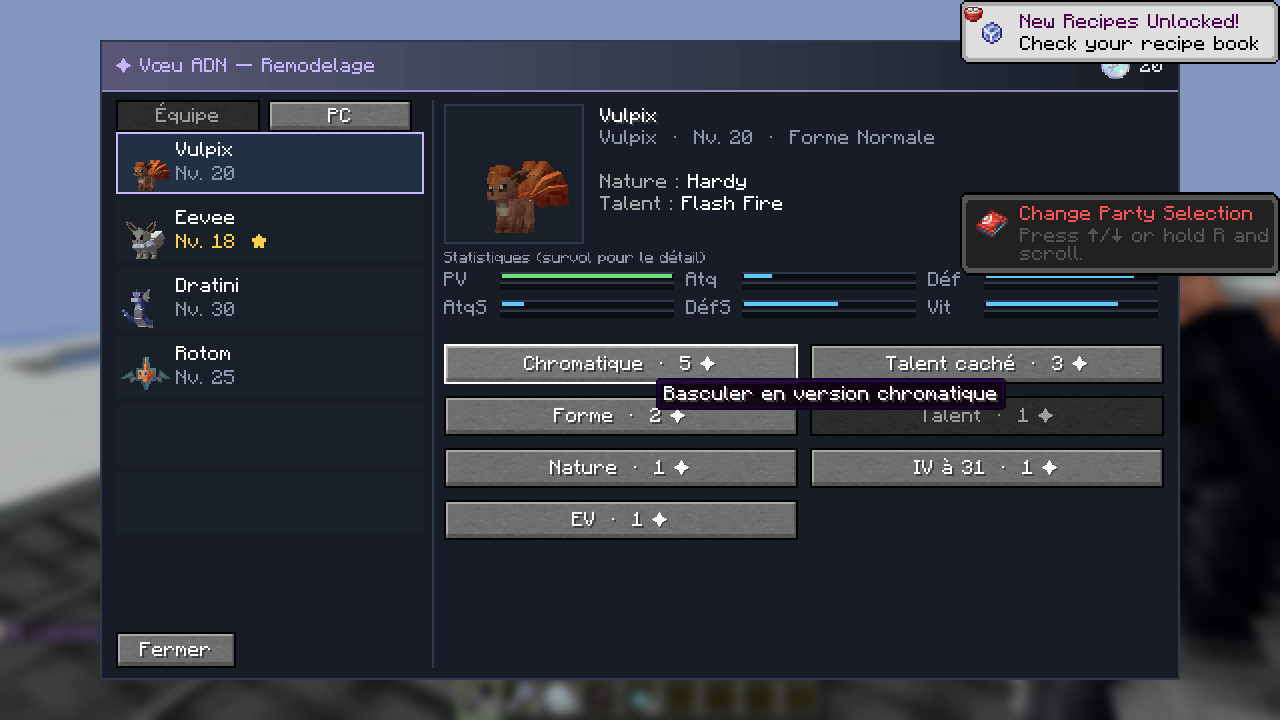 New Recipes Unlocked!
Check your recipe book
✦ Vœu ADN — Remodelage
20
Équipe
PC
Vulpix
Nv. 20
Eevee
Nv. 18
Dratini
Nv. 30
Rotom
Nv. 25
Fermer
Vulpix
Vulpix · Nv. 20 · Forme Normale
Nature : Hardy
Talent : Flash Fire
Change Party Selection
Press ↑/↓ or hold R and
scroll.
Statistiques (survol pour le détail)
PV
Atq
Déf
AtqS
DéfS
Vit
Chromatique · 5 ✦
Talent caché · 3 ✦
Basculer en version chromatique
Forme · 2 ✦
Talent · 1 ✦
Nature · 1 ✦
IV à 31 · 1 ✦
EV · 1 ✦